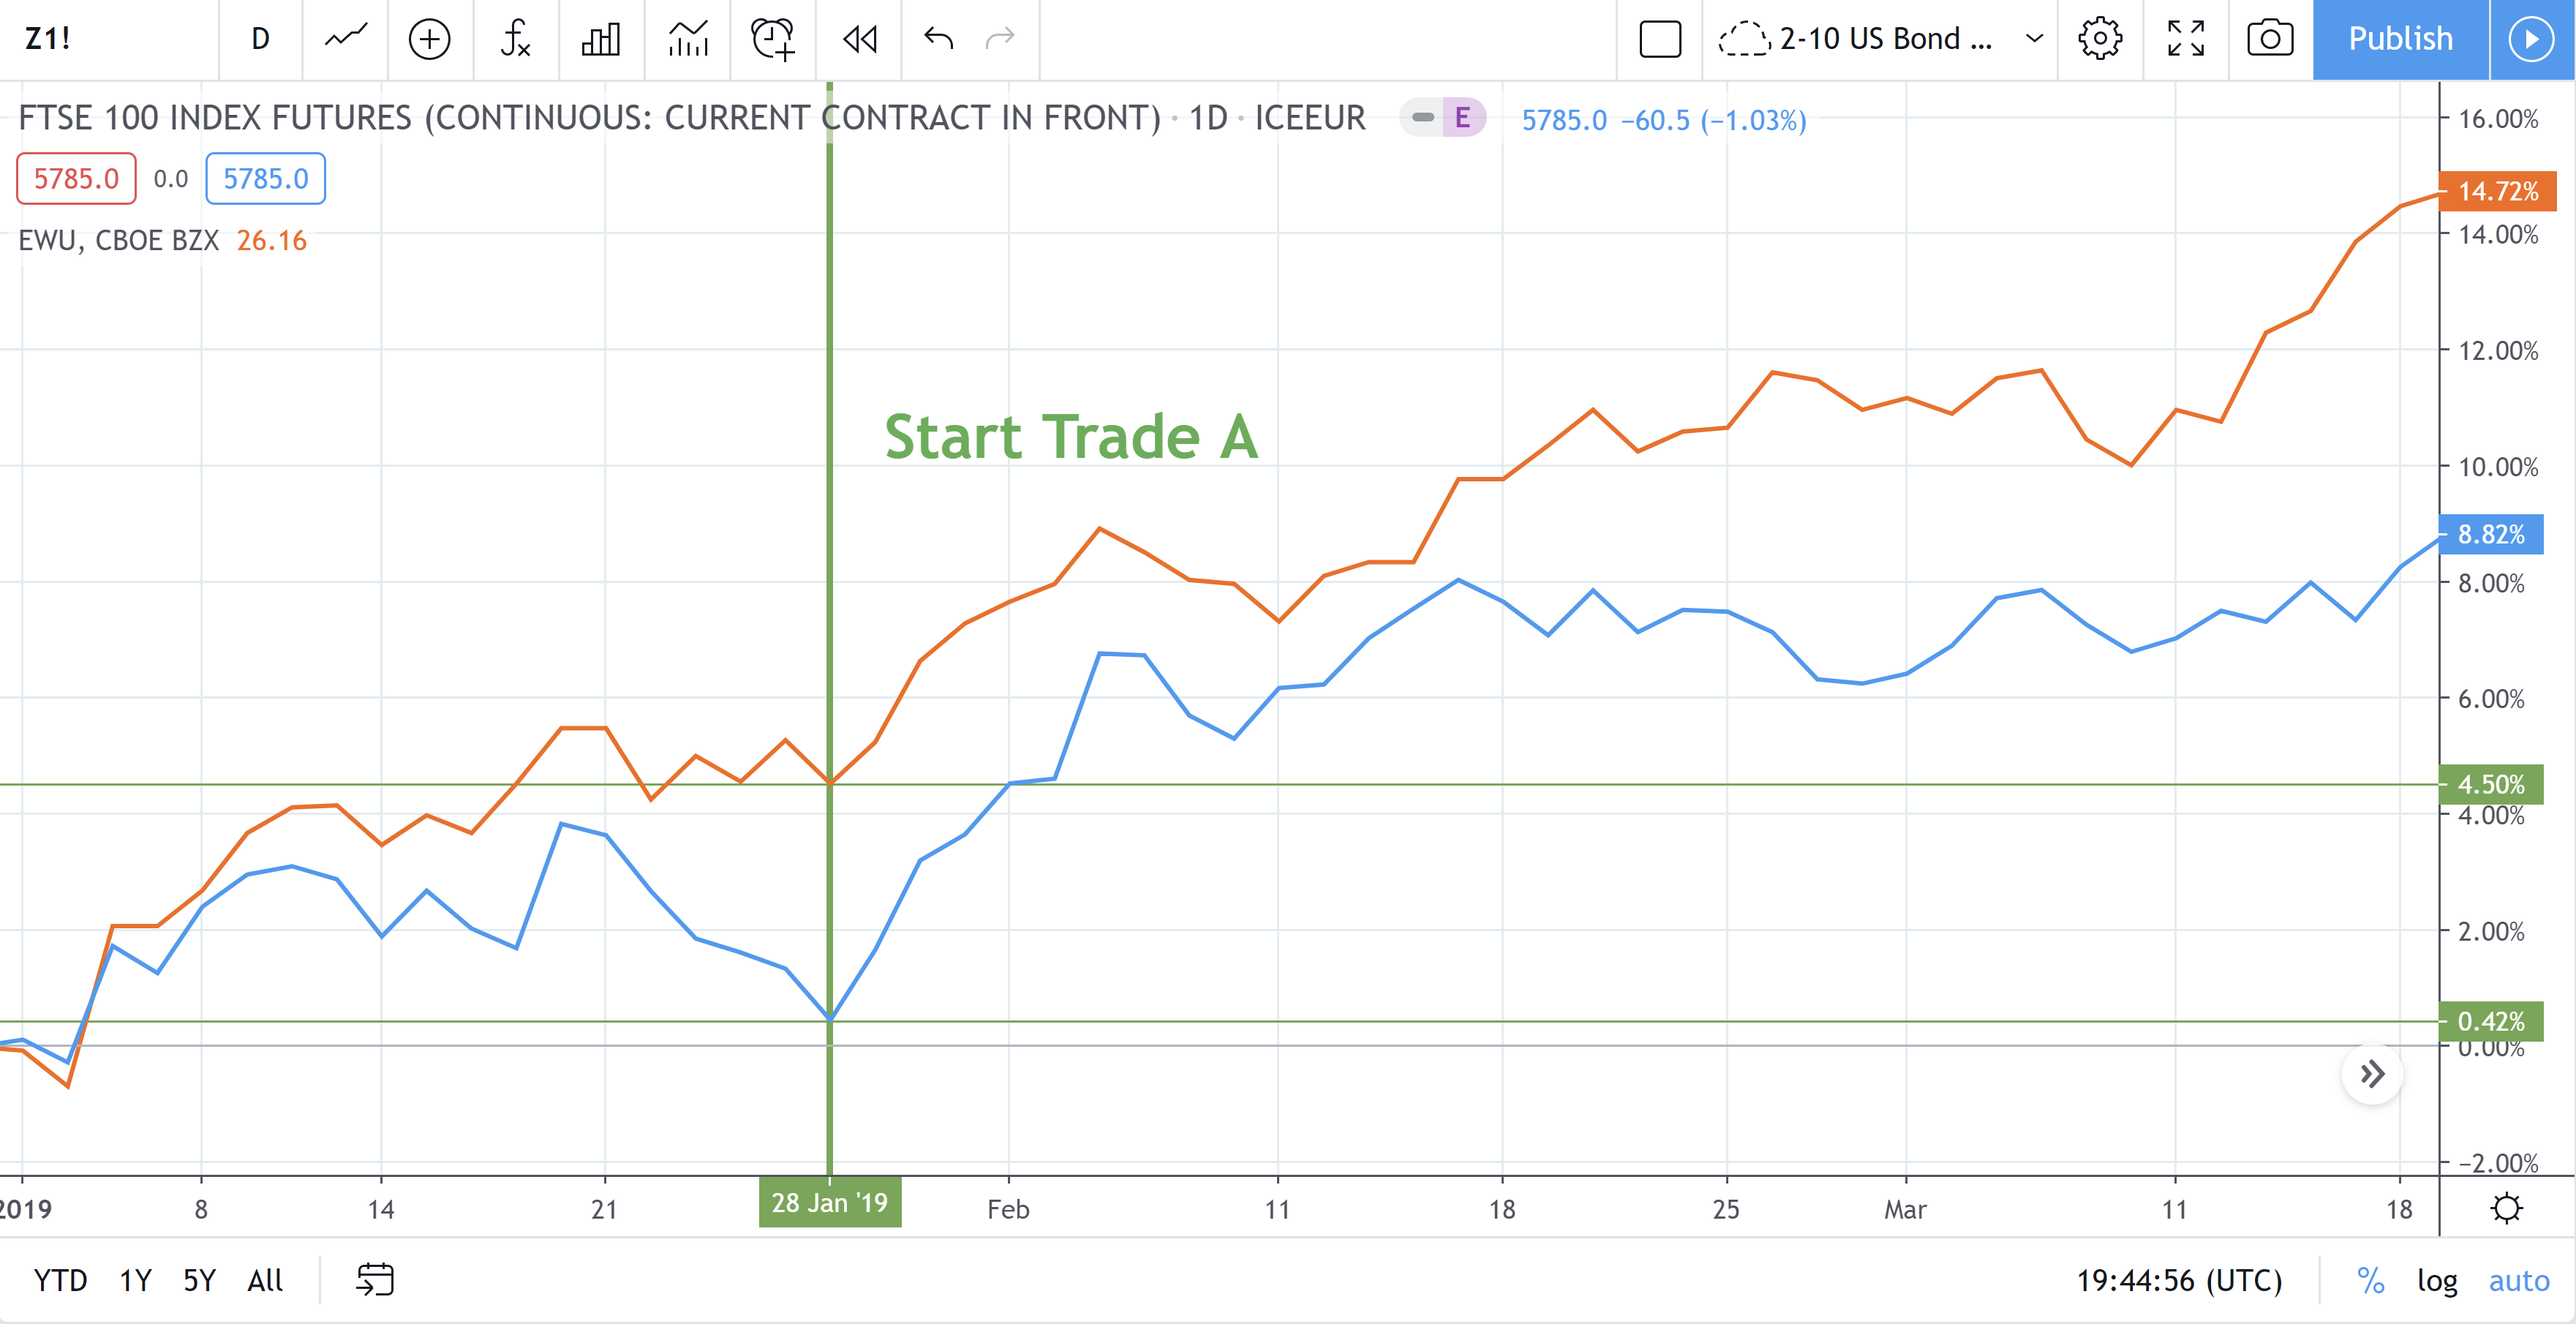 Z1! D 2-10 US Bond ... Publish
FTSE 100 INDEX FUTURES (CONTINUOUS: CURRENT CONTRACT IN FRONT) · 1D · ICEEUR E 5785.0 −60.5 (−1.03%)
5785.0 0.0 5785.0
EWU, CBOE BZX 26.16
Start Trade A
16.00%
14.72%
14.00%
12.00%
10.00%
8.82%
8.00%
6.00%
4.50%
4.00%
2.00%
0.42%
0.00%
−2.00%
2019 8 14 21 28 Jan '19 Feb 11 18 25 Mar 11 18
YTD 1Y 5Y All 19:44:56 (UTC) % log auto